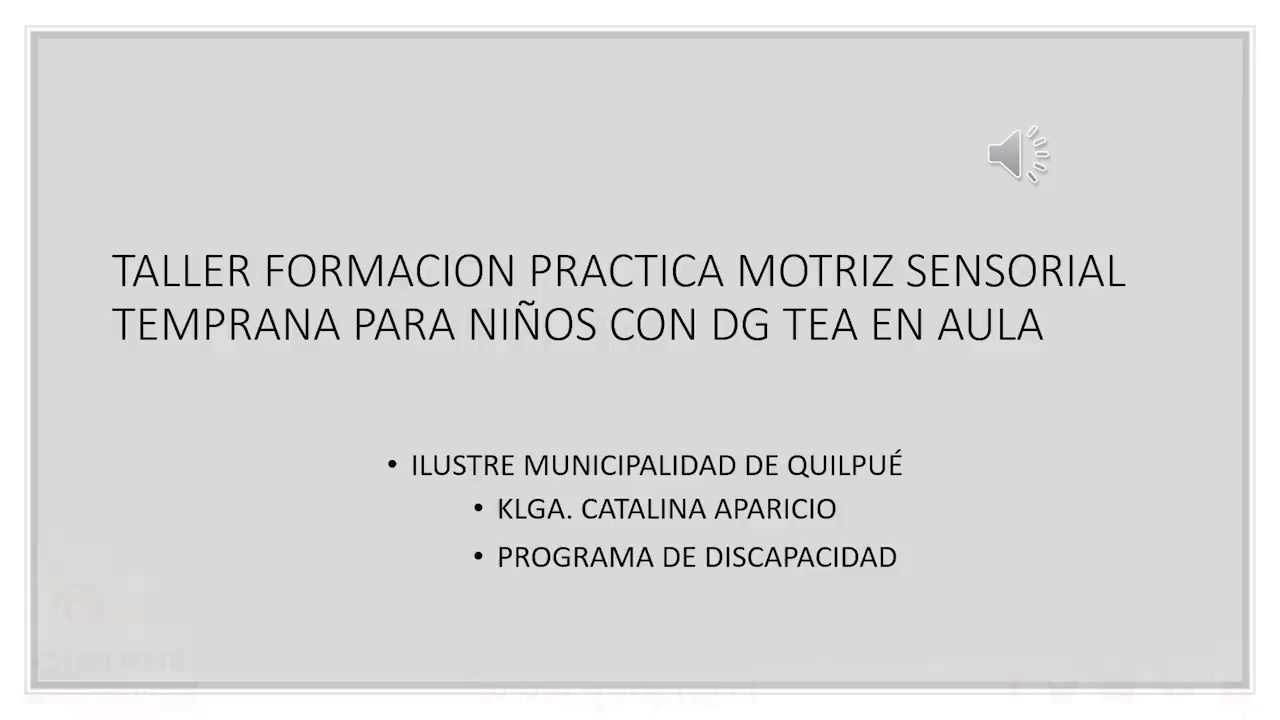 TALLER FORMACION PRACTICA MOTRIZ SENSORIAL
TEMPRANA PARA NIÑOS CON DG TEA EN AULA
• ILUSTRE MUNICIPALIDAD DE QUILPUÉ
• KLGA. CATALINA APARICIO
• PROGRAMA DE DISCAPACIDAD